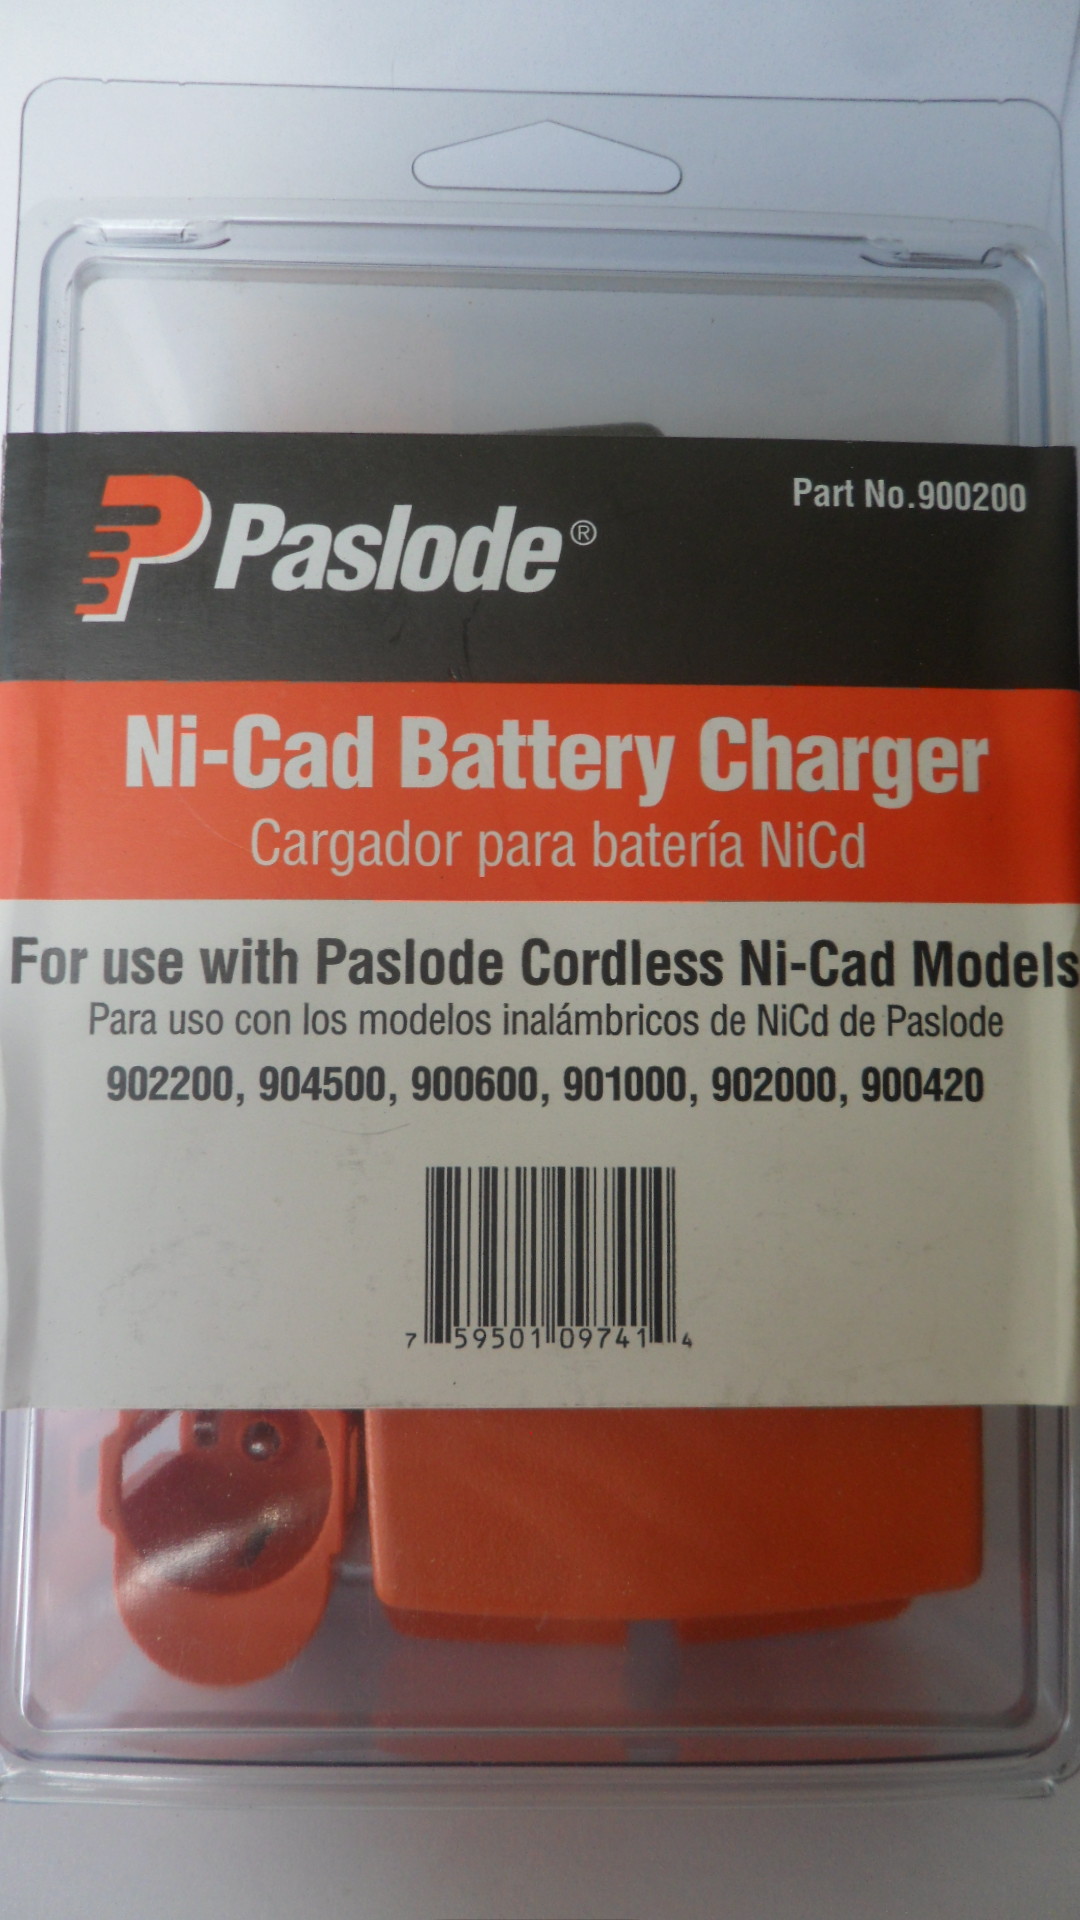 Paslode®
Part No.900200
Ni-Cad Battery Charger
Cargador para batería NiCd
For use with Paslode Cordless Ni-Cad Models
Para uso con los modelos inalámbricos de NiCd de Paslode
902200, 904500, 900600, 901000, 902000, 900420
7 59501 09741 4